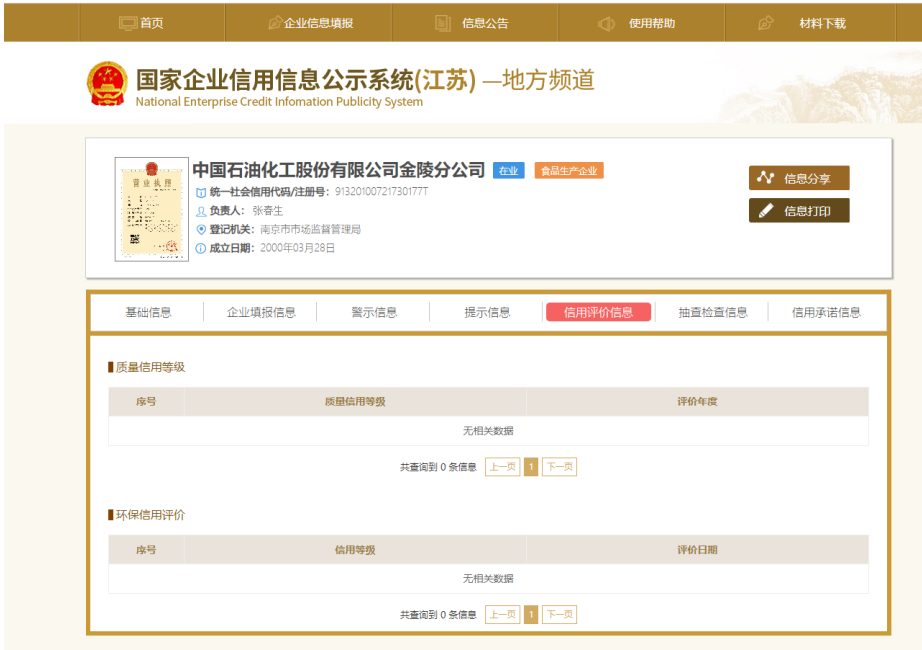 首页 企业信息填报 信息公告 使用帮助 材料下载
国家企业信用信息公示系统(江苏) —地方频道
National Enterprise Credit Infomation Publicity System
营业执照
中国石油化工股份有限公司金陵分公司 在业 食品生产企业
统一社会信用代码/注册号：91320100721730177T
负责人：张春生
登记机关：南京市市场监督管理局
成立日期：2000年03月28日
信息分享
信息打印
基础信息 企业填报信息 警示信息 提示信息 信用评价信息 抽查检查信息 信用承诺信息
质量信用等级
序号 质量信用等级 评价年度
无相关数据
共查询到 0 条信息 上一页 1 下一页
环保信用评价
序号 信用等级 评价日期
无相关数据
共查询到 0 条信息 上一页 1 下一页